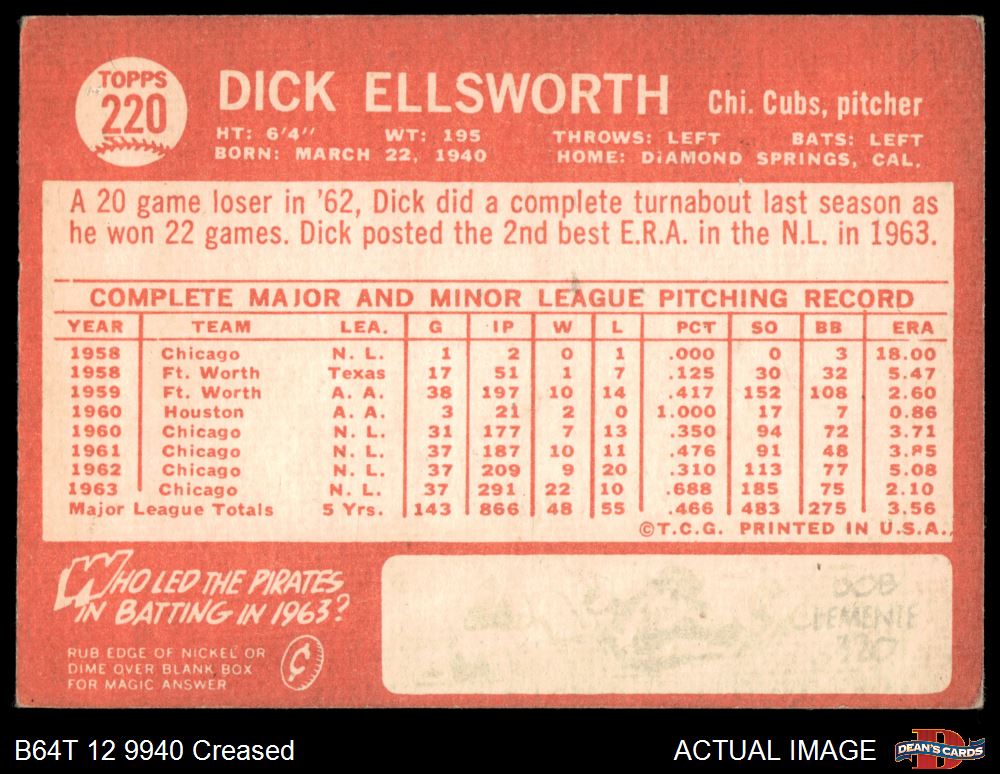 TOPPS
220
DICK ELLSWORTH Chi. Cubs, pitcher
HT: 6'4" WT: 195 THROWS: LEFT BATS: LEFT
BORN: MARCH 22, 1940 HOME: DIAMOND SPRINGS, CAL.
A 20 game loser in '62, Dick did a complete turnabout last season as
he won 22 games. Dick posted the 2nd best E.R.A. in the N.L. in 1963.
COMPLETE MAJOR AND MINOR LEAGUE PITCHING RECORD
YEAR TEAM LEA. G IP W L PCT SO BB ERA
1958 Chicago N. L. 1 2 0 1 .000 0 3 18.00
1958 Ft. Worth Texas 17 51 1 7 .125 30 32 5.47
1959 Ft. Worth A. A. 38 197 10 14 .417 152 108 2.60
1960 Houston A. A. 3 21 2 0 1.000 17 7 0.86
1960 Chicago N. L. 31 177 7 13 .350 94 72 3.71
1961 Chicago N. L. 37 187 10 11 .476 91 48 3.85
1962 Chicago N. L. 37 209 9 20 .310 113 77 5.08
1963 Chicago N. L. 37 291 22 10 .688 185 75 2.10
Major League Totals 5 Yrs. 143 866 48 55 .466 483 275 3.56
©T.C.G. PRINTED IN U.S.A.
WHO LED THE PIRATES
IN BATTING IN 1963?
RUB EDGE OF NICKEL OR
DIME OVER BLANK BOX
FOR MAGIC ANSWER
¢
BOB
CLEMENTE
.320
B64T 12 9940 Creased
ACTUAL IMAGE
D
DEAN'S CARDS